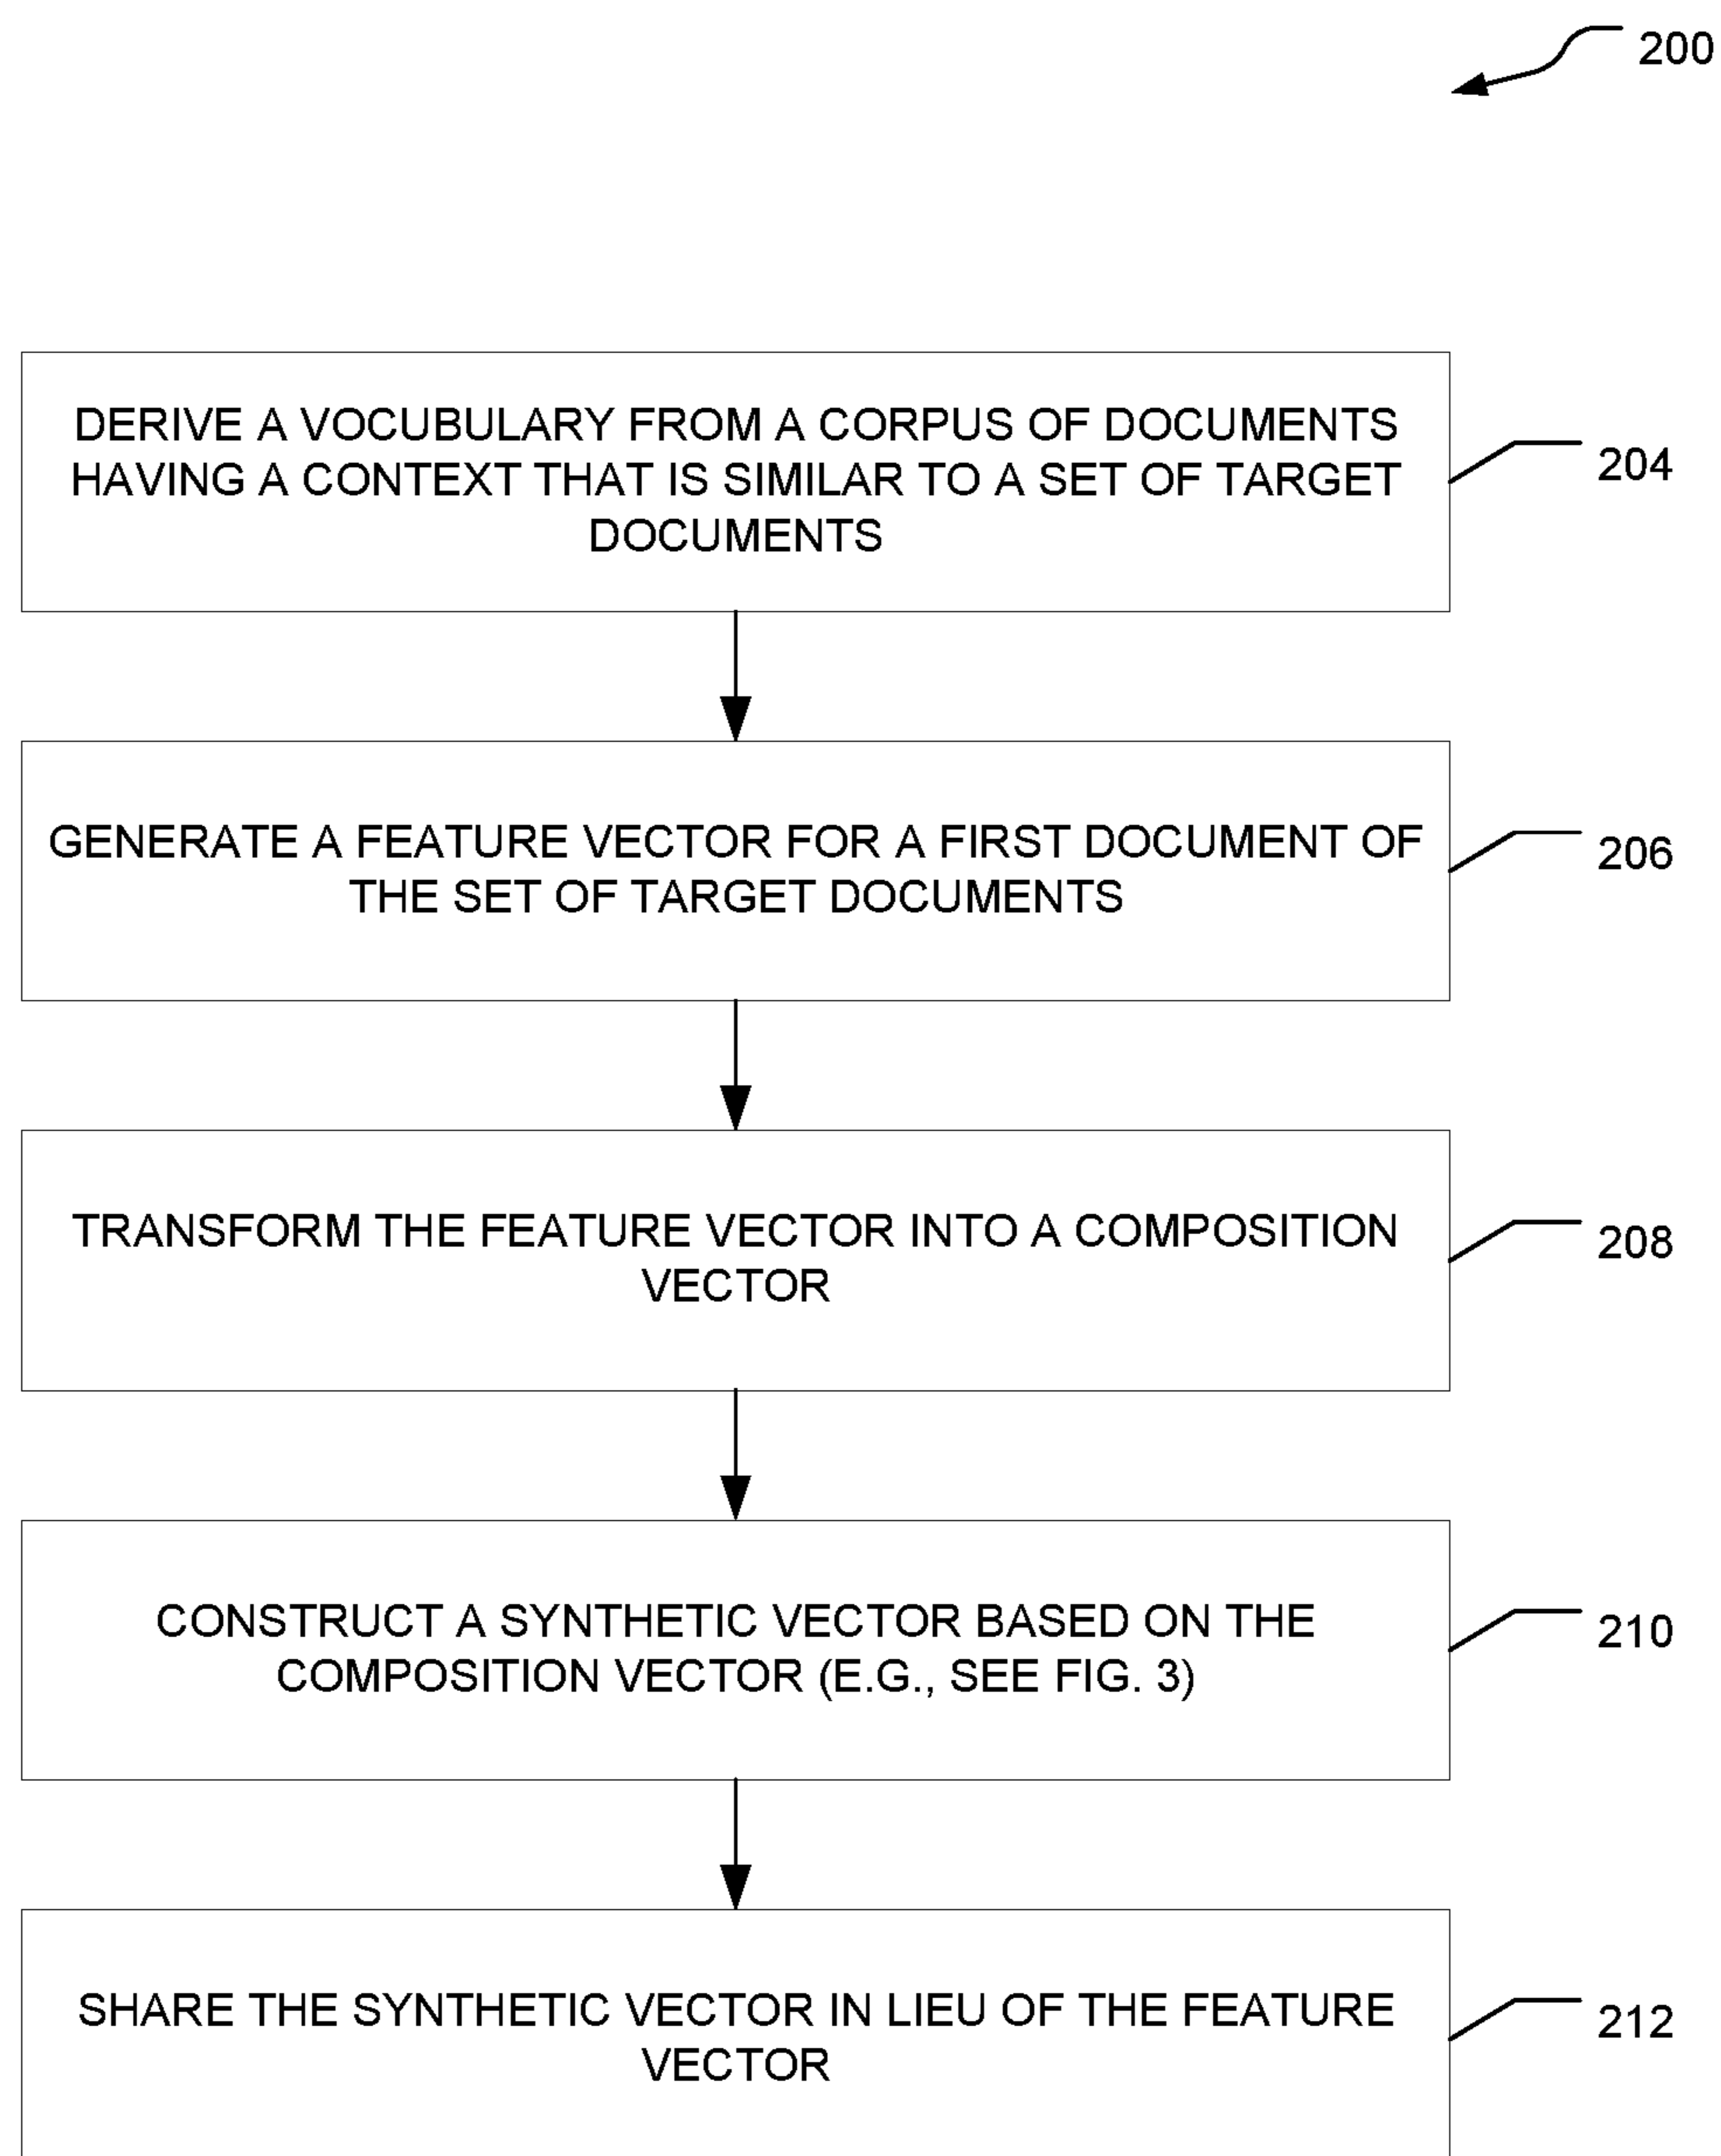 200
DERIVE A VOCUBULARY FROM A CORPUS OF DOCUMENTS
HAVING A CONTEXT THAT IS SIMILAR TO A SET OF TARGET
DOCUMENTS
204
GENERATE A FEATURE VECTOR FOR A FIRST DOCUMENT OF
THE SET OF TARGET DOCUMENTS
206
TRANSFORM THE FEATURE VECTOR INTO A COMPOSITION
VECTOR
208
CONSTRUCT A SYNTHETIC VECTOR BASED ON THE
COMPOSITION VECTOR (E.G., SEE FIG. 3)
210
SHARE THE SYNTHETIC VECTOR IN LIEU OF THE FEATURE
VECTOR
212